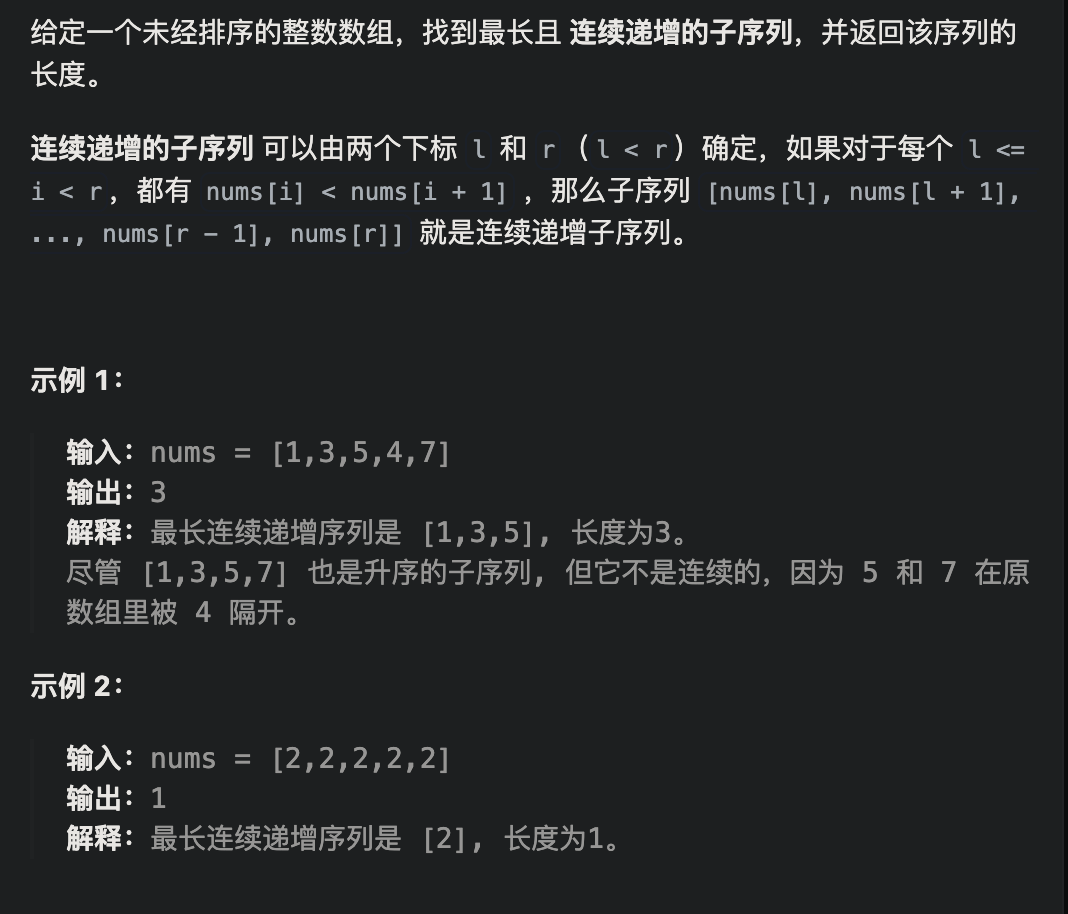 给定一个未经排序的整数数组，找到最长且 连续递增的子序列，并返回该序列的
长度。
连续递增的子序列 可以由两个下标 l 和 r （l < r）确定，如果对于每个 l <=
i < r，都有 nums[i] < nums[i + 1] ，那么子序列 [nums[l], nums[l + 1],
..., nums[r - 1], nums[r]] 就是连续递增子序列。
示例 1：
输入：nums = [1,3,5,4,7]
输出：3
解释：最长连续递增序列是 [1,3,5], 长度为3。
尽管 [1,3,5,7] 也是升序的子序列, 但它不是连续的，因为 5 和 7 在原
数组里被 4 隔开。
示例 2：
输入：nums = [2,2,2,2,2]
输出：1
解释：最长连续递增序列是 [2], 长度为1。